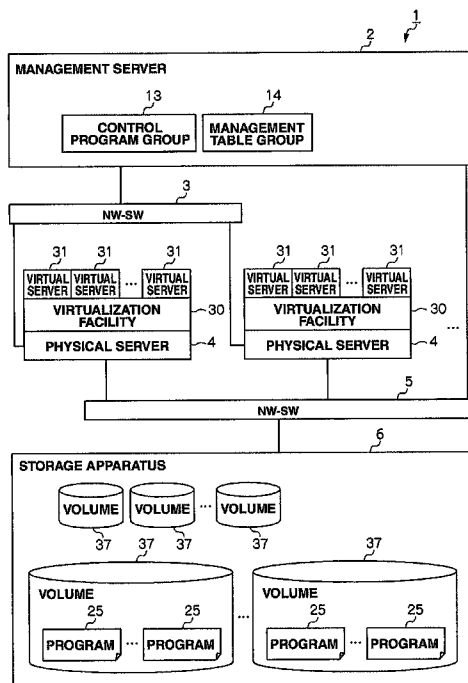 1
2
MANAGEMENT SERVER
13
14
CONTROL
PROGRAM GROUP
MANAGEMENT
TABLE GROUP
3
NW-SW
31 31 31
VIRTUAL
SERVER
VIRTUAL
SERVER
...
VIRTUAL
SERVER
VIRTUALIZATION
FACILITY
30
PHYSICAL SERVER
4
31 31 31
VIRTUAL
SERVER
VIRTUAL
SERVER
...
VIRTUAL
SERVER
VIRTUALIZATION
FACILITY
30
PHYSICAL SERVER
4
...
5
NW-SW
6
STORAGE APPARATUS
VOLUME VOLUME ... VOLUME
37 37 37
37
VOLUME
25 25
PROGRAM ... PROGRAM
...
37
VOLUME
25 25
PROGRAM ... PROGRAM